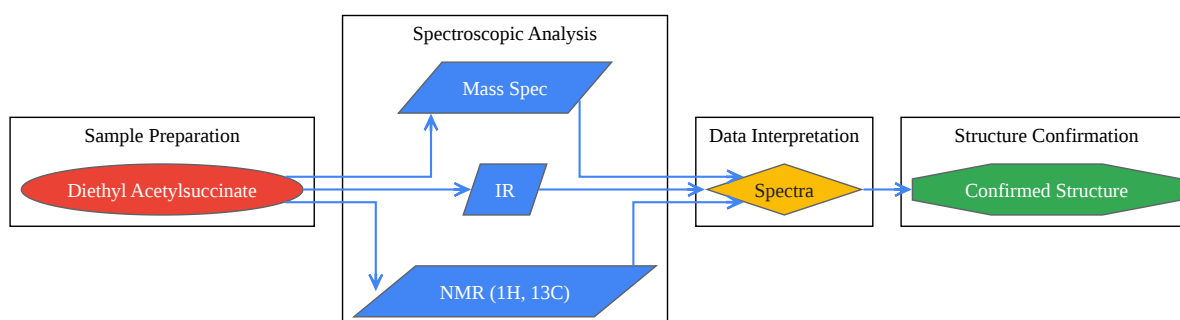 Spectroscopic Analysis
Mass Spec
Sample Preparation
Diethyl Acetylsuccinate
IR
NMR (1H, 13C)
Data Interpretation
Spectra
Structure Confirmation
Confirmed Structure